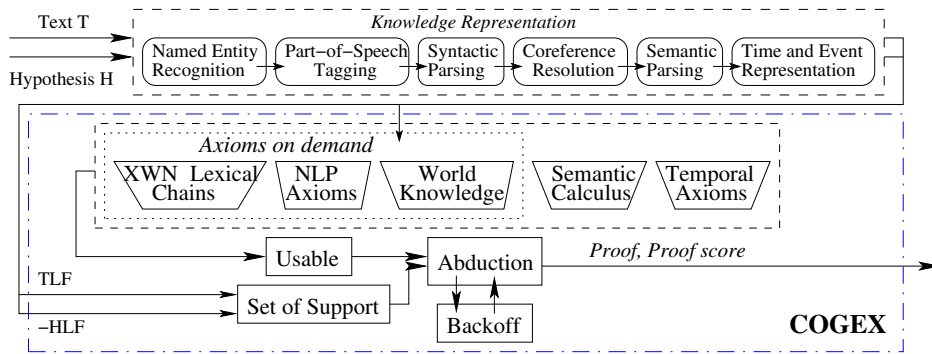 Text T
Knowledge Representation
Hypothesis H
Named Entity
Recognition
Part-of-Speech
Tagging
Syntactic
Parsing
Coreference
Resolution
Semantic
Parsing
Time and Event
Representation
Axioms on demand
XWN Lexical
Chains
NLP
Axioms
World
Knowledge
Semantic
Calculus
Temporal
Axioms
Usable
Abduction
Proof, Proof score
TLF
Set of Support
¬HLF
Backoff
COGEX